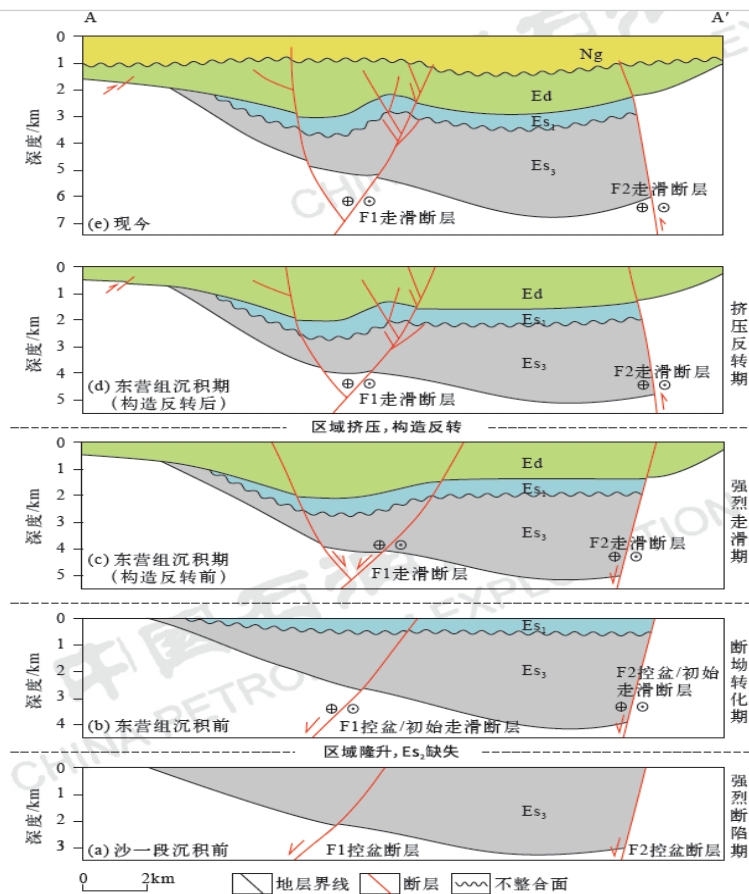 A A′
0
1
2
3
4
5
6
7
深度/km
Ng
Ed
Es₁
Es₃
F2走滑断层
F1走滑断层
(e)现今
0
1
2
3
4
5
深度/km
Ed
Es₁
Es₃
F2走滑断层
F1走滑断层
(d)东营组沉积期
(构造反转后)
挤压反转期
区域挤压,构造反转
0
1
2
3
4
5
深度/km
Ed
Es₁
Es₃
F2走滑断层
F1走滑断层
(c)东营组沉积期
(构造反转前)
强烈走滑期
0
1
2
3
4
深度/km
Es₁
Es₃
F2控盆/初始
走滑断层
F1控盆/初始走滑断层
(b)东营组沉积前
断坳转化期
区域隆升,Es₂缺失
0
1
2
3
深度/km
Es₃
F1控盆断层
F2控盆断层
(a)沙一段沉积前
强烈断陷期
0 2km
地层界线 断层 不整合面